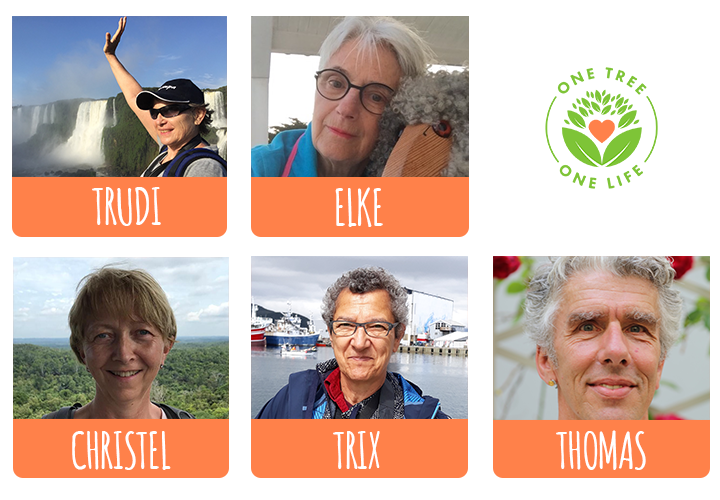 TRUDI
ELKE
ONE TREE
ONE LIFE
CHRISTEL
TRIX
THOMAS